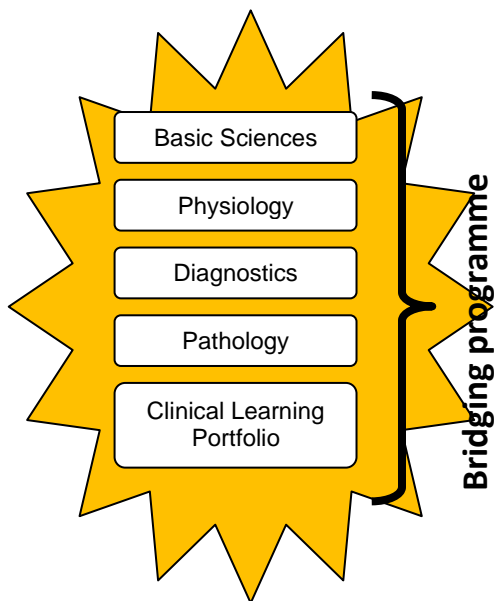 Basic Sciences
Physiology
Diagnostics
Pathology
Clinical Learning
Portfolio
Bridging programme